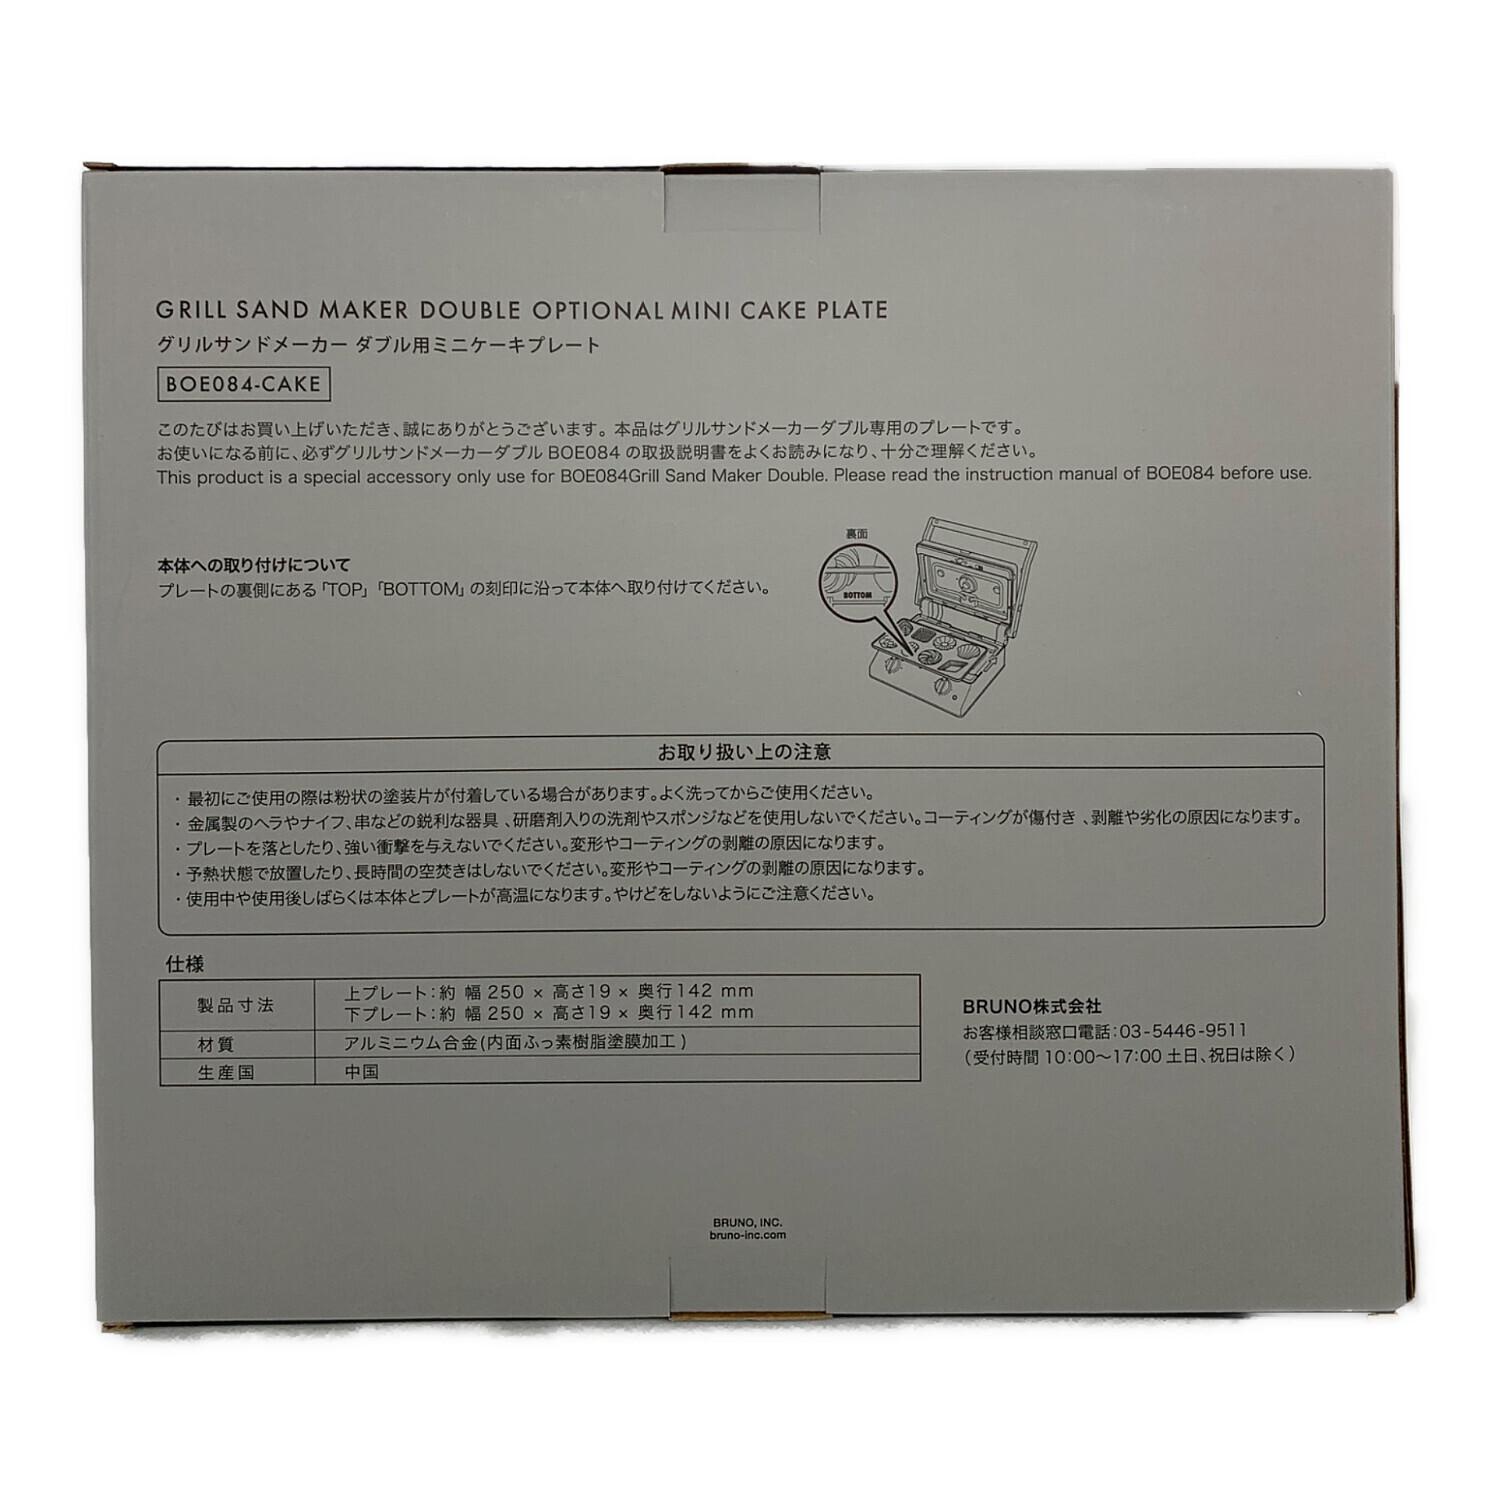 GRILL SAND MAKER DOUBLE OPTIONAL MINI CAKE PLATE
グリルサンドメーカー ダブル用ミニケーキプレート
BOE084-CAKE
このたびはお買い上げいただき、誠にありがとうございます。本品はグリルサンドメーカーダブル専用のプレートです。
お使いになる前に、必ずグリルサンドメーカーダブル BOE084 の取扱説明書をよくお読みになり、十分ご理解ください。
This product is a special accessory only use for BOE084Grill Sand Maker Double. Please read the instruction manual of BOE084 before use.
本体への取り付けについて
プレートの裏側にある「TOP」「BOTTOM」の刻印に沿って本体へ取り付けてください。
裏面
BOTTOM
お取り扱い上の注意
・最初にご使用の際は粉状の塗装片が付着している場合があります。よく洗ってからご使用ください。
・金属製のヘラやナイフ、串などの鋭利な器具、研磨剤入りの洗剤やスポンジなどを使用しないでください。コーティングが傷付き、剥離や劣化の原因になります。
・プレートを落としたり、強い衝撃を与えないでください。変形やコーティングの剥離の原因になります。
・予熱状態で放置したり、長時間の空焚きはしないでください。変形やコーティングの剥離の原因になります。
・使用中や使用後しばらくは本体とプレートが高温になります。やけどをしないようにご注意ください。
仕様
製品寸法
上プレート：約 幅250 × 高さ19 × 奥行142 mm
下プレート：約 幅250 × 高さ19 × 奥行142 mm
材質
アルミニウム合金(内面ふっ素樹脂塗膜加工)
生産国
中国
BRUNO株式会社
お客様相談窓口電話：03-5446-9511
（受付時間 10:00〜17:00 土日、祝日は除く）
BRUNO, INC.
bruno-inc.com